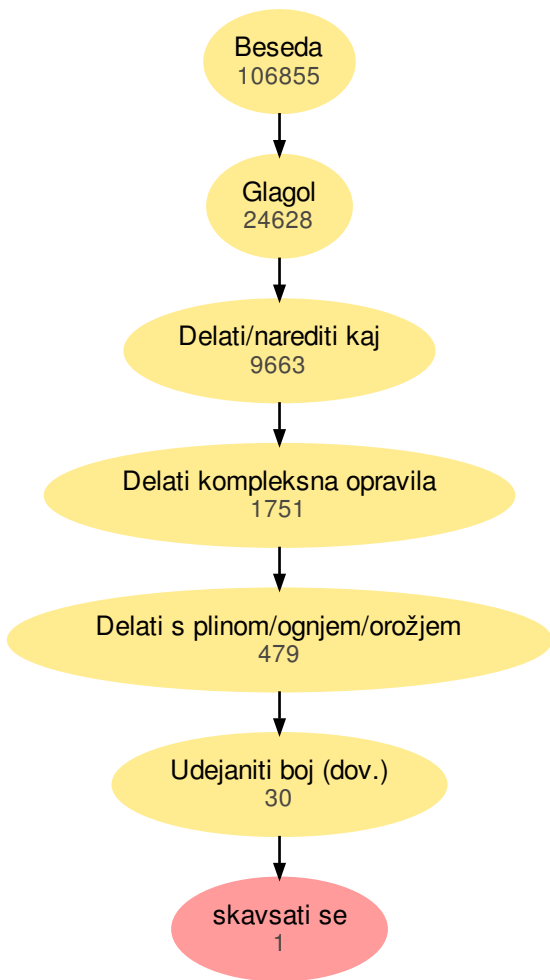 Beseda
106855
Glagol
24628
Delati/narediti kaj
9663
Delati kompleksna opravila
1751
Delati s plinom/ognjem/orožjem
479
Udejaniti boj (dov.)
30
skavsati se
1